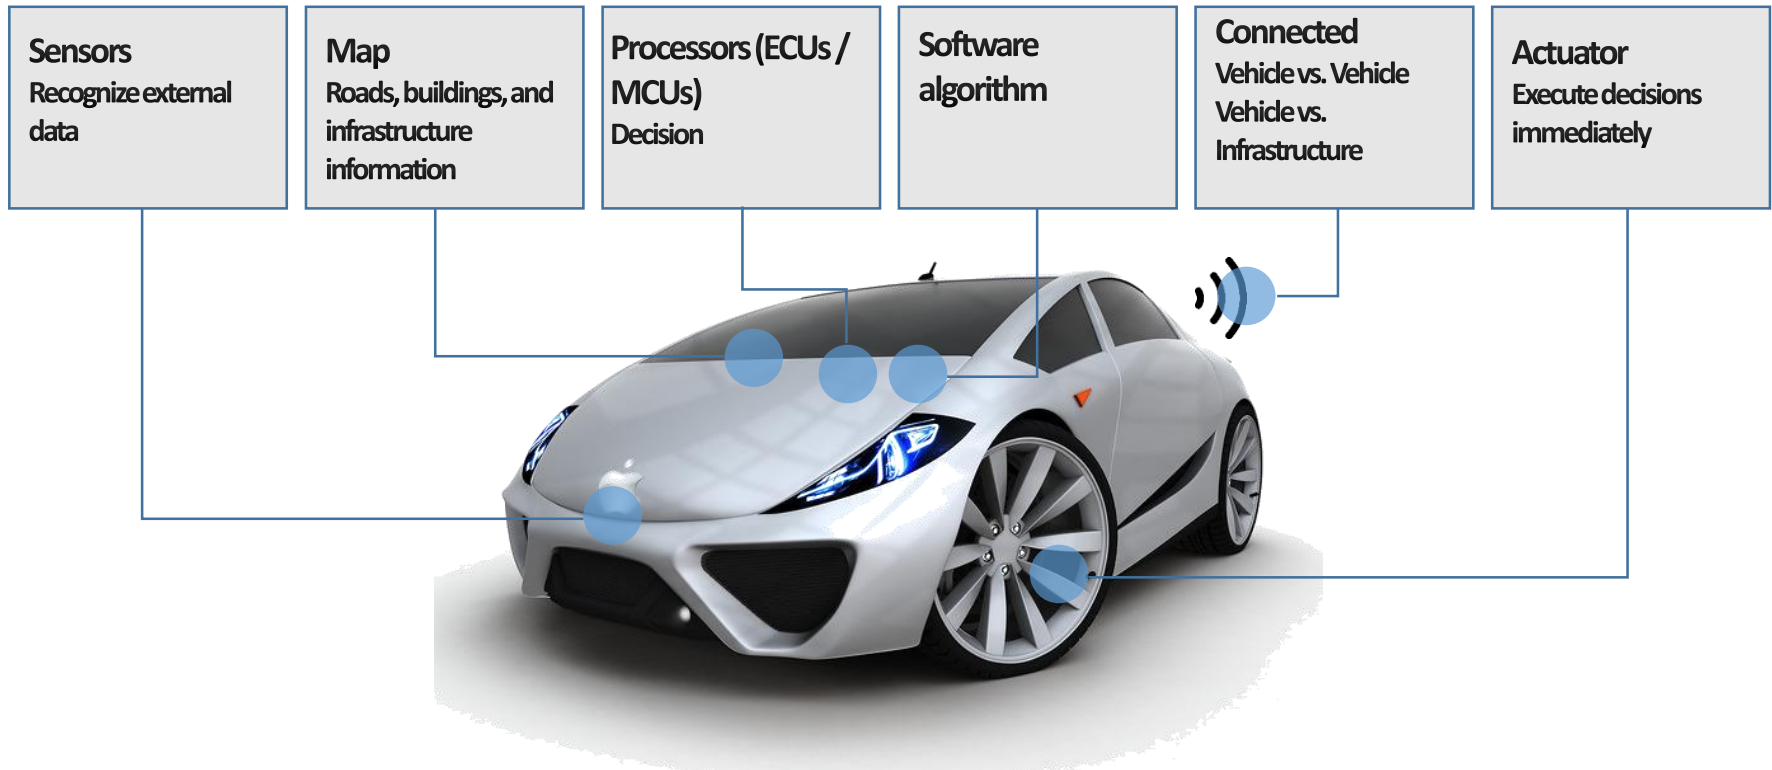 Sensors
Recognize external
data
Map
Roads, buildings, and
infrastructure
information
Processors (ECUs /
MCUs)
Decision
Software
algorithm
Connected
Vehicle vs. Vehicle
Vehicle vs.
Infrastructure
Actuator
Execute decisions
immediately